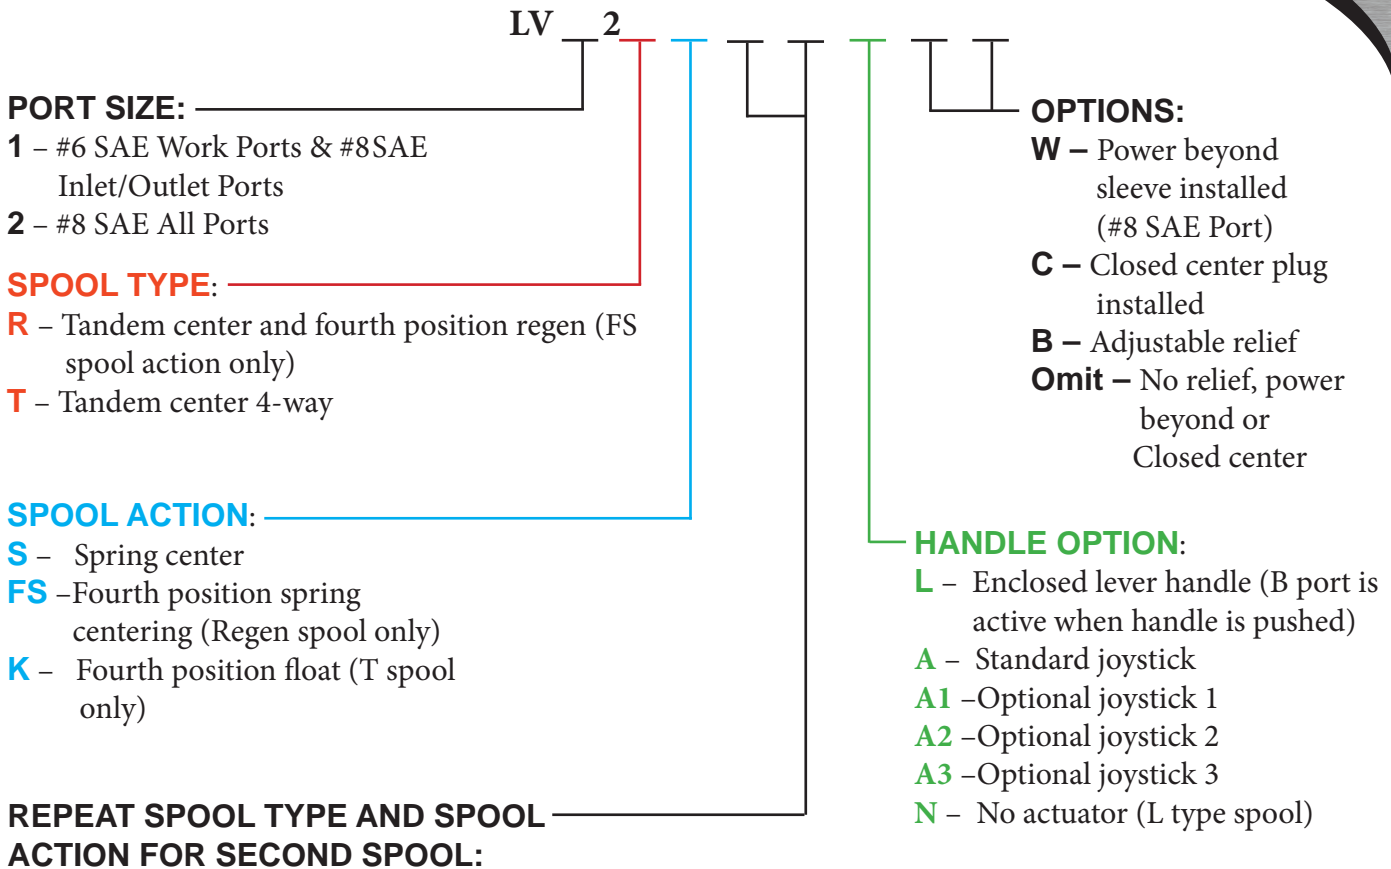 LV 2
PORT SIZE:
1 – #6 SAE Work Ports & #8SAE
Inlet/Outlet Ports
2 – #8 SAE All Ports
SPOOL TYPE:
R – Tandem center and fourth position regen (FS
spool action only)
T – Tandem center 4-way
SPOOL ACTION:
S – Spring center
FS –Fourth position spring
centering (Regen spool only)
K – Fourth position float (T spool
only)
REPEAT SPOOL TYPE AND SPOOL
ACTION FOR SECOND SPOOL:
OPTIONS:
W – Power beyond
sleeve installed
(#8 SAE Port)
C – Closed center plug
installed
B – Adjustable relief
Omit – No relief, power
beyond or
Closed center
HANDLE OPTION:
L – Enclosed lever handle (B port is
active when handle is pushed)
A – Standard joystick
A1 –Optional joystick 1
A2 –Optional joystick 2
A3 –Optional joystick 3
N – No actuator (L type spool)